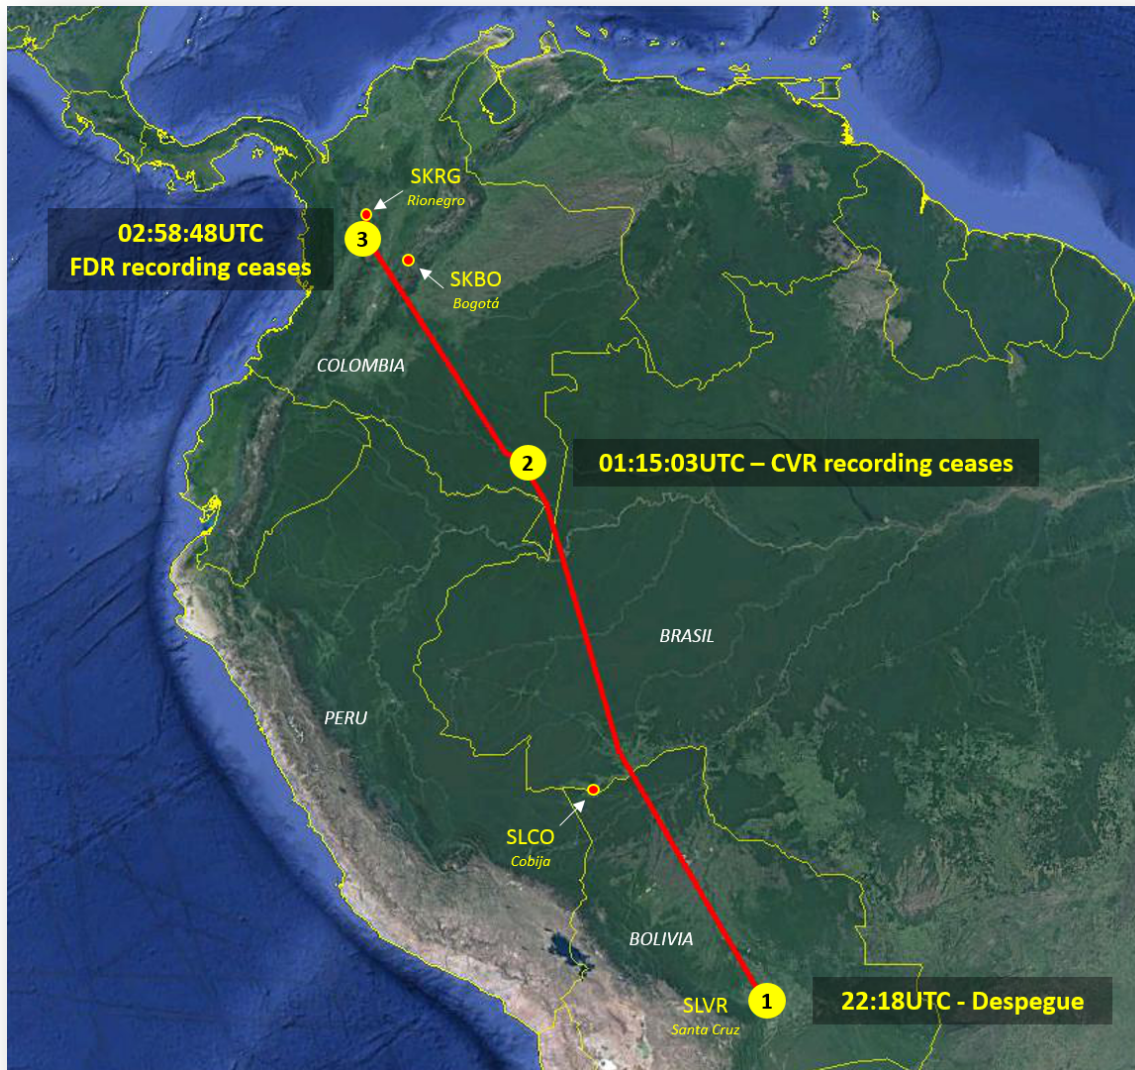 SKRG
Rionegro
02:58:48UTC
FDR recording ceases
3
SKBO
Bogotá
COLOMBIA
2
01:15:03UTC – CVR recording ceases
BRASIL
PERU
SLCO
Cobija
BOLIVIA
SLVR
Santa Cruz
1
22:18UTC - Despegue